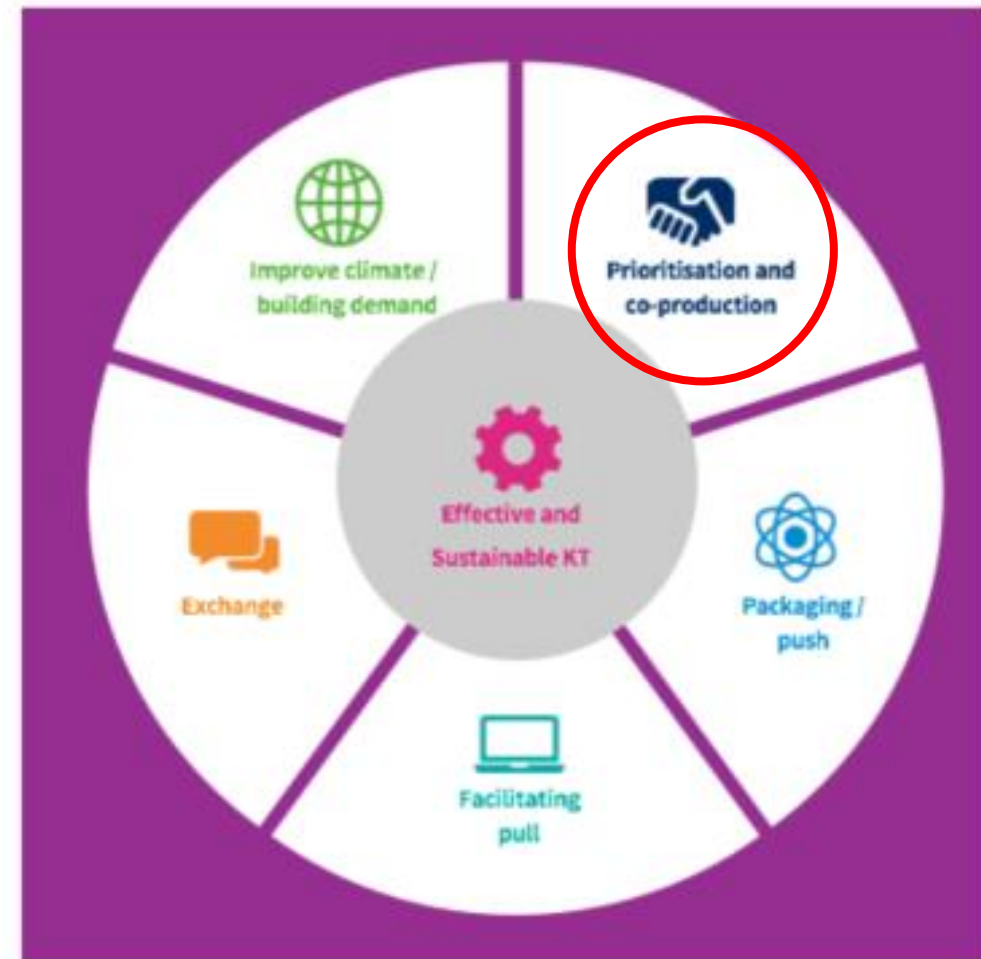 Improve climate /
building demand
Prioritisation and
co-production
Effective and
Sustainable KT
Exchange
Packaging /
push
Facilitating
pull